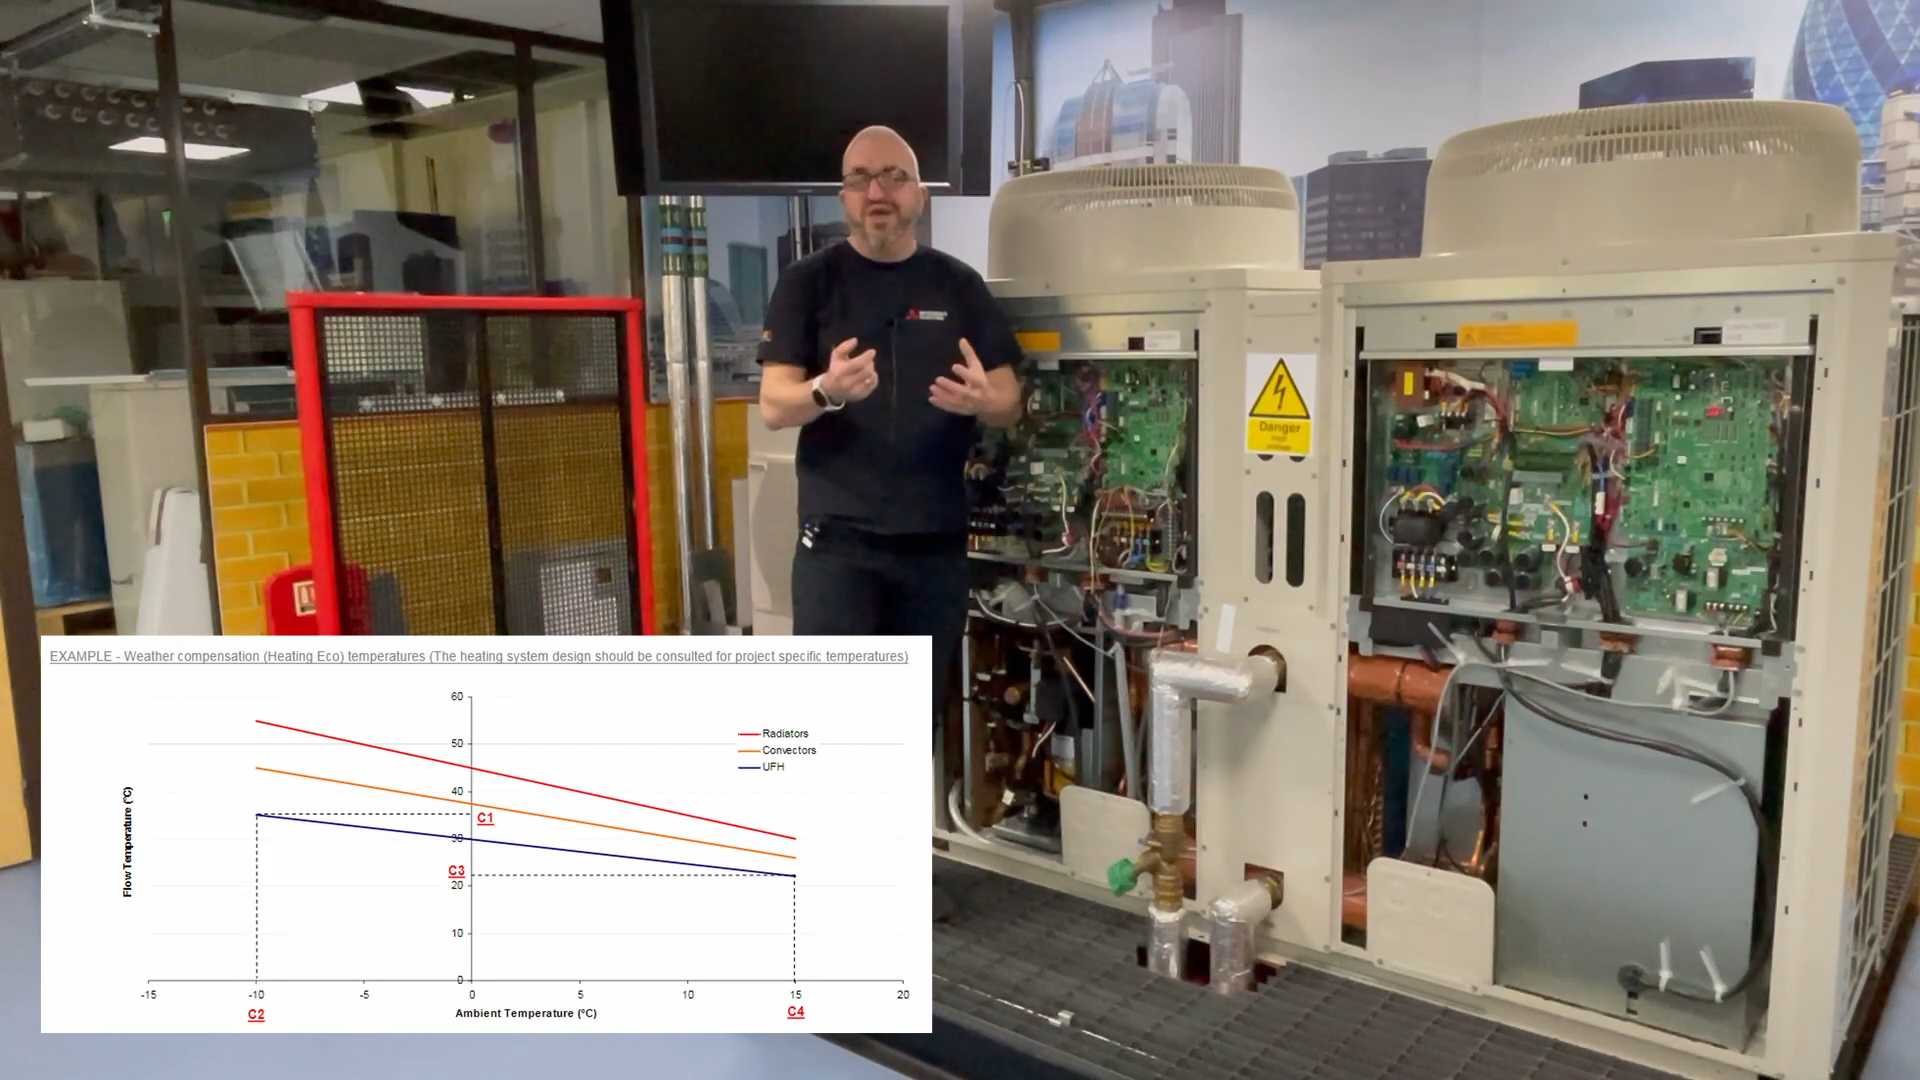 Danger
EXAMPLE - Weather compensation (Heating Eco) temperatures (The heating system design should be consulted for project specific temperatures)
60
50
40
30
20
10
0
Flow Temperature (°C)
Radiators
Convectors
UFH
C1
C3
-15
-10
-5
0
5
10
15
20
C2
Ambient Temperature (°C)
C4